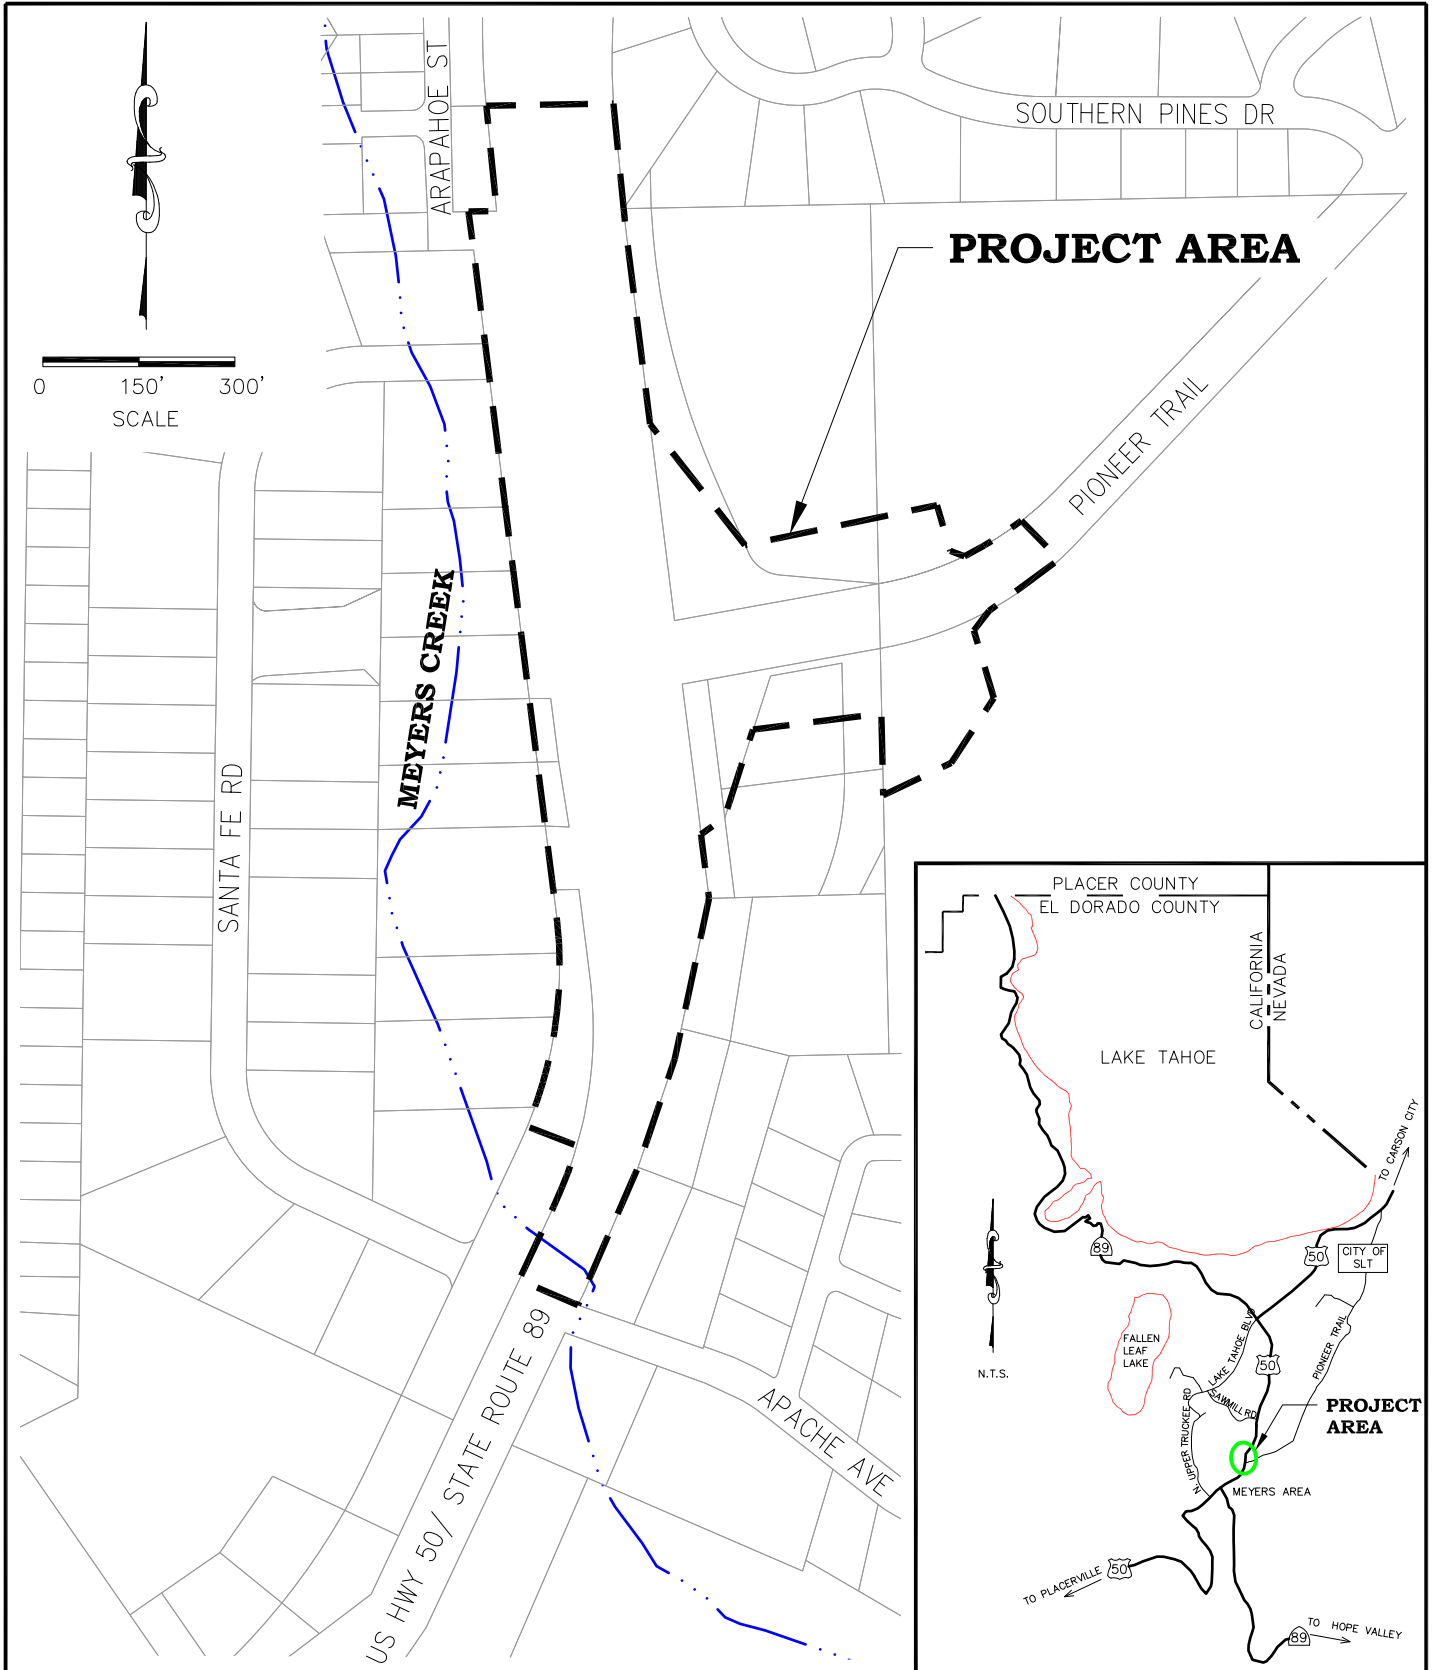 ARAPAHOE ST
SOUTHERN PINES DR
PROJECT AREA
0 150' 300'
SCALE
PIONEER TRAIL
MEYERS CREEK
SANTA FE RD
US HWY 50/ STATE ROUTE 89
APACHE AVE
PLACER COUNTY
EL DORADO COUNTY
CALIFORNIA
NEVADA
LAKE TAHOE
TO CARSON CITY
89
50
CITY OF
SLT
FALLEN
LEAF
LAKE
LAKE TAHOE BLVD
50
PIONEER TRAIL
N.T.S.
SAWMILL RD
N. UPPER TRUCKEE RD
PROJECT
AREA
MEYERS AREA
TO PLACERVILLE
50
89
TO HOPE VALLEY